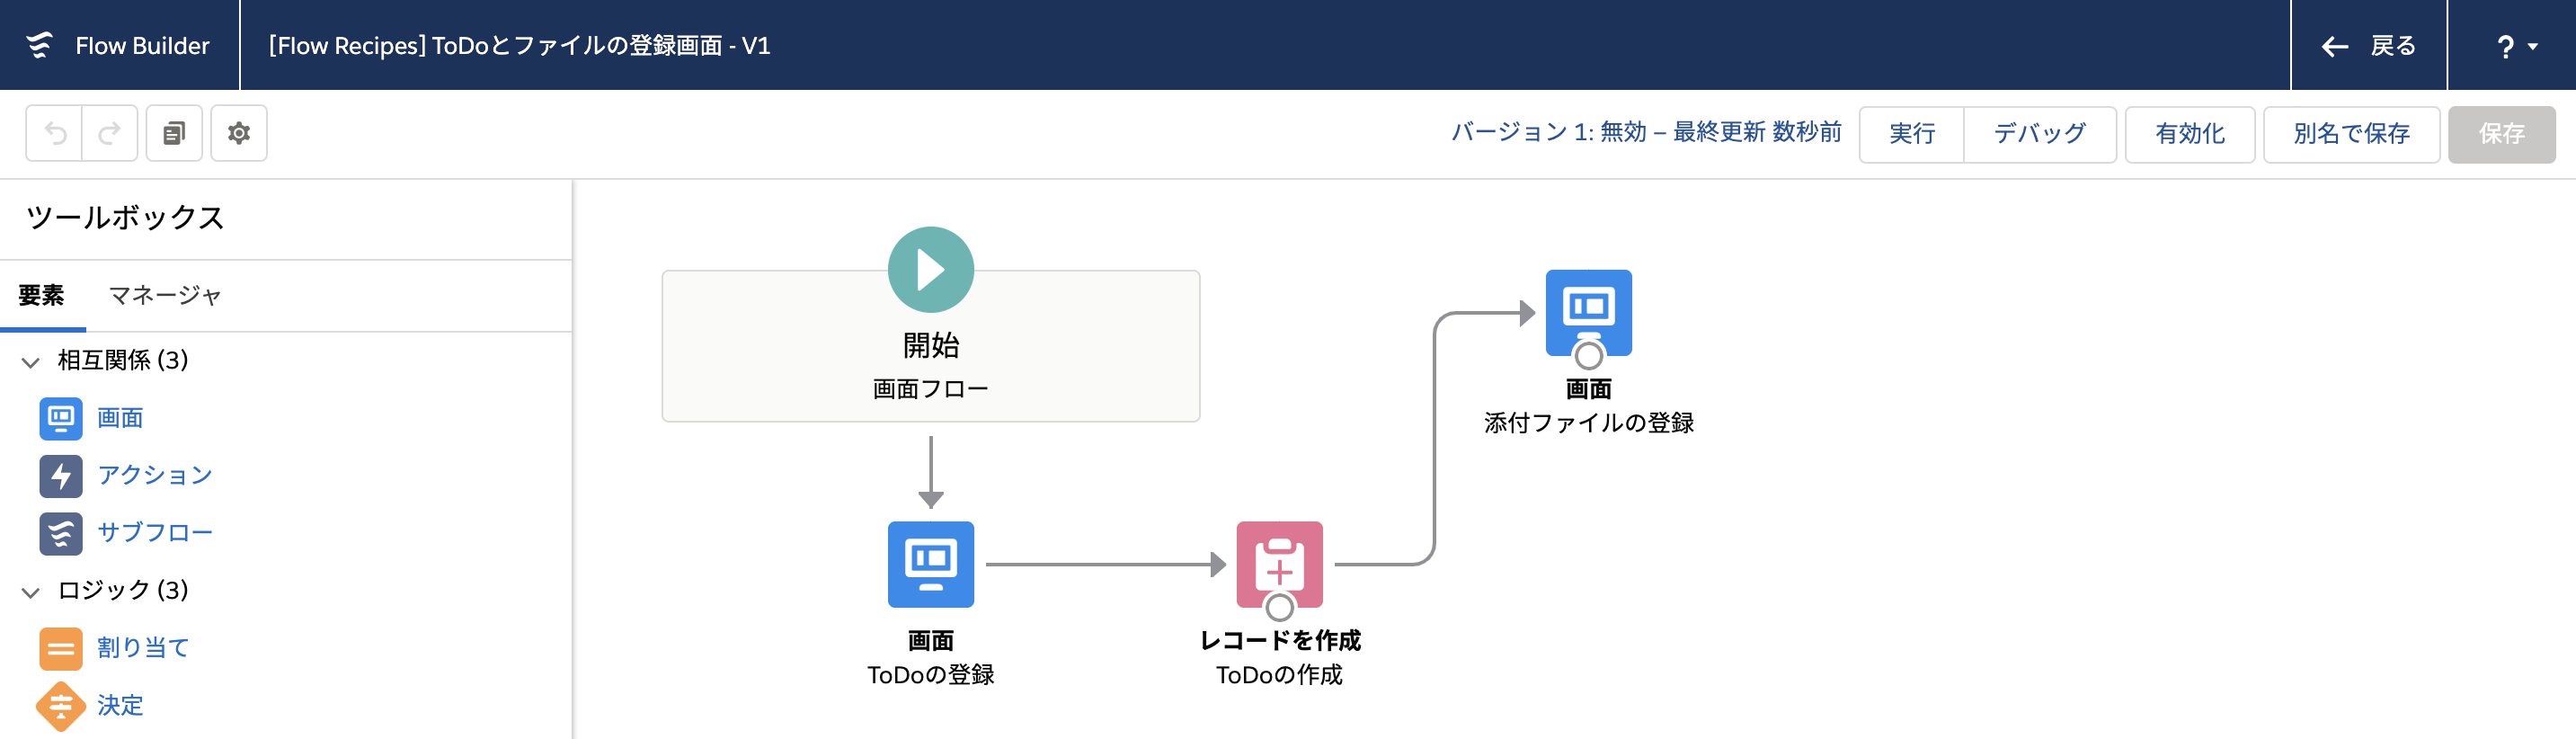 Flow Builder
[Flow Recipes] ToDoとファイルの登録画面 - V1
戻る
?
バージョン 1: 無効 – 最終更新 数秒前
実行
デバッグ
有効化
別名で保存
保存
ツールボックス
要素
マネージャ
相互関係 (3)
画面
アクション
サブフロー
ロジック (3)
割り当て
決定
開始
画面フロー
画面
添付ファイルの登録
画面
ToDoの登録
レコードを作成
ToDoの作成